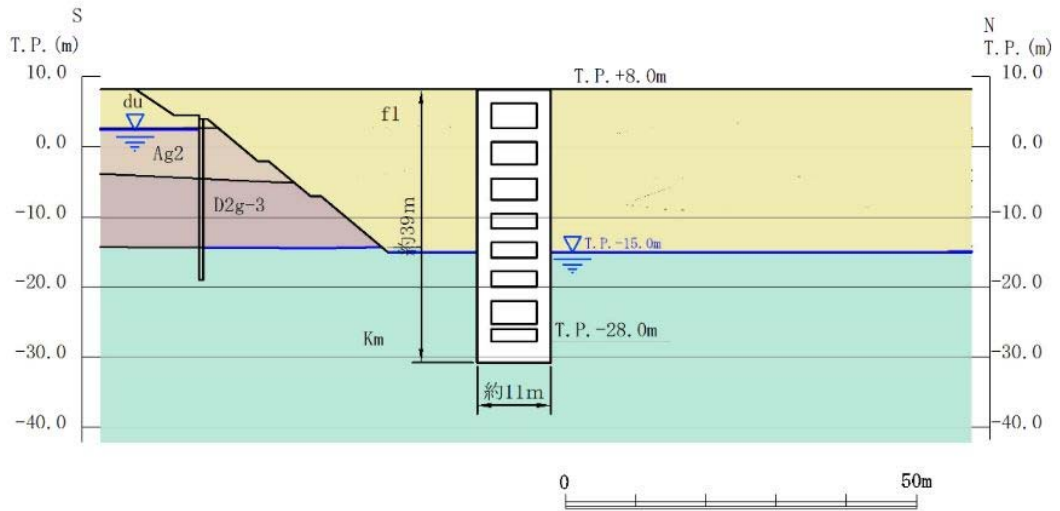 S
T.P.(m)
N
T.P.(m)
10.0
T.P.+8.0m
10.0
du
fl
0.0
Ag2
0.0
D2g-3
-10.0
約39m
-10.0
T.P.-15.0m
-20.0
-20.0
Km
T.P.-28.0m
-30.0
-30.0
約11m
-40.0
-40.0
0
50m